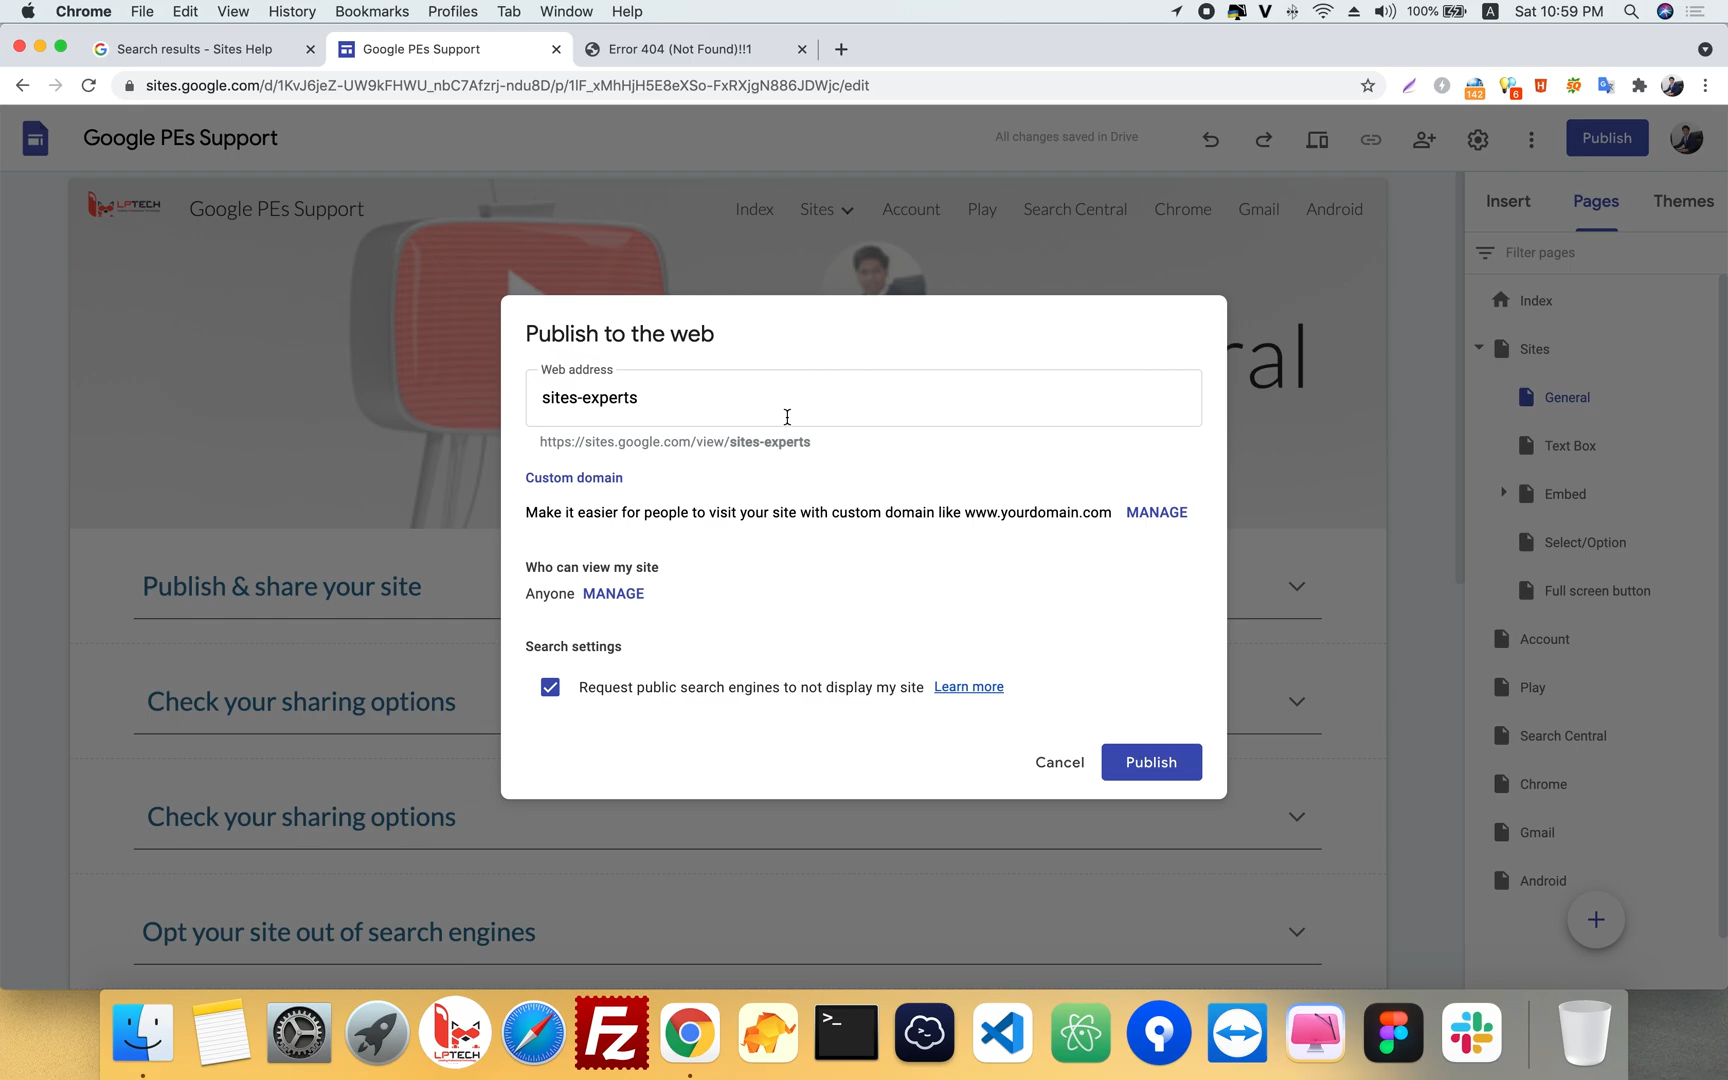 Chrome File Edit View History Bookmarks Profiles Tab Window Help V 100% A Sat 10:59 PM
Search results - Sites Help Google PEs Support Error 404 (Not Found)!!1
sites.google.com/d/1KvJ6jeZ-UW9kFHWU_nbC7Afzrj-ndu8D/p/1lF_xMhHjH5E8eXSo-FxRXjgN886JDWjc/edit 142 6
Google PEs Support All changes saved in Drive Publish
LPTECH Google PEs Support Index Sites Account Play Search Central Chrome Gmail Android
Insert Pages Themes
Filter pages
Index
Sites
General
Text Box
Embed
Select/Option
Full screen button
Account
Play
Search Central
Chrome
Gmail
Android
ral
Publish to the web
Web address
sites-experts
https://sites.google.com/view/sites-experts
Custom domain
Make it easier for people to visit your site with custom domain like www.yourdomain.com MANAGE
Who can view my site
Anyone MANAGE
Search settings
Request public search engines to not display my site Learn more
Cancel Publish
Publish & share your site
Check your sharing options
Check your sharing options
Opt your site out of search engines
LPTECH
Fz